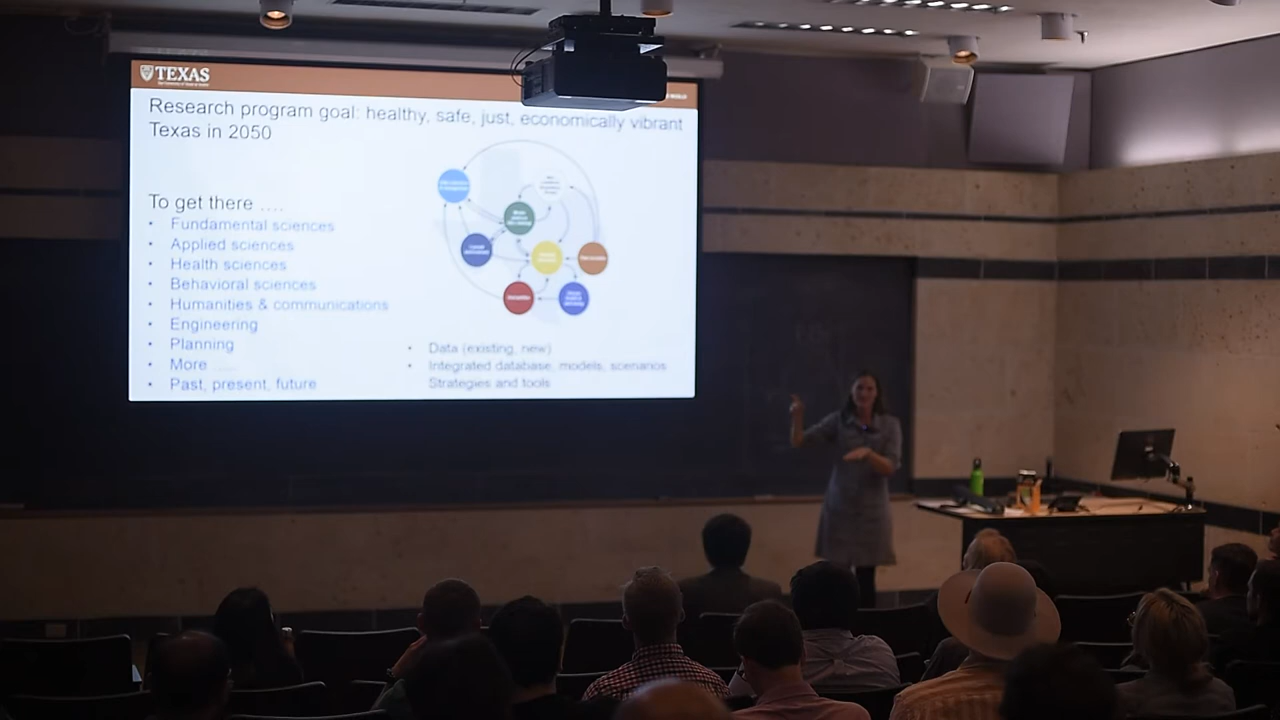 TEXAS
Research program goal: healthy, safe, just, economically vibrant
Texas in 2050
To get there ....
• Fundamental sciences
• Applied sciences
• Health sciences
• Behavioral sciences
• Humanities & communications
• Engineering
• Planning
• More ....
• Past, present, future
• Data (existing, new)
• Integrated database, models, scenarios
Strategies and tools